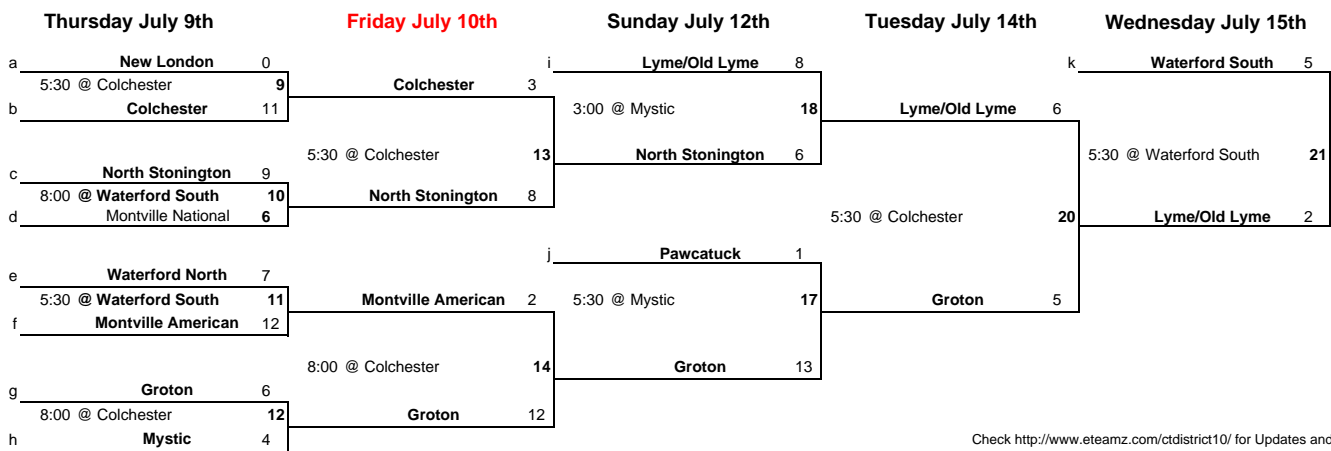 Thursday July 9th Friday July 10th Sunday July 12th Tuesday July 14th Wednesday July 15th
a New London 0 i Lyme/Old Lyme 8 k Waterford South 5
5:30 @ Colchester 9 Colchester 3
b Colchester 11 3:00 @ Mystic 18 Lyme/Old Lyme 6
5:30 @ Colchester 13 North Stonington 6 5:30 @ Waterford South 21
c North Stonington 9
8:00 @ Waterford South 10 North Stonington 8
d Montville National 6 5:30 @ Colchester 20 Lyme/Old Lyme 2
j Pawcatuck 1
e Waterford North 7
5:30 @ Waterford South 11 Montville American 2 5:30 @ Mystic 17 Groton 5
f Montville American 12
8:00 @ Colchester 14 Groton 13
g Groton 6
8:00 @ Colchester 12 Groton 12
h Mystic 4 Check http://www.eteamz.com/ctdistrict10/ for Updates and